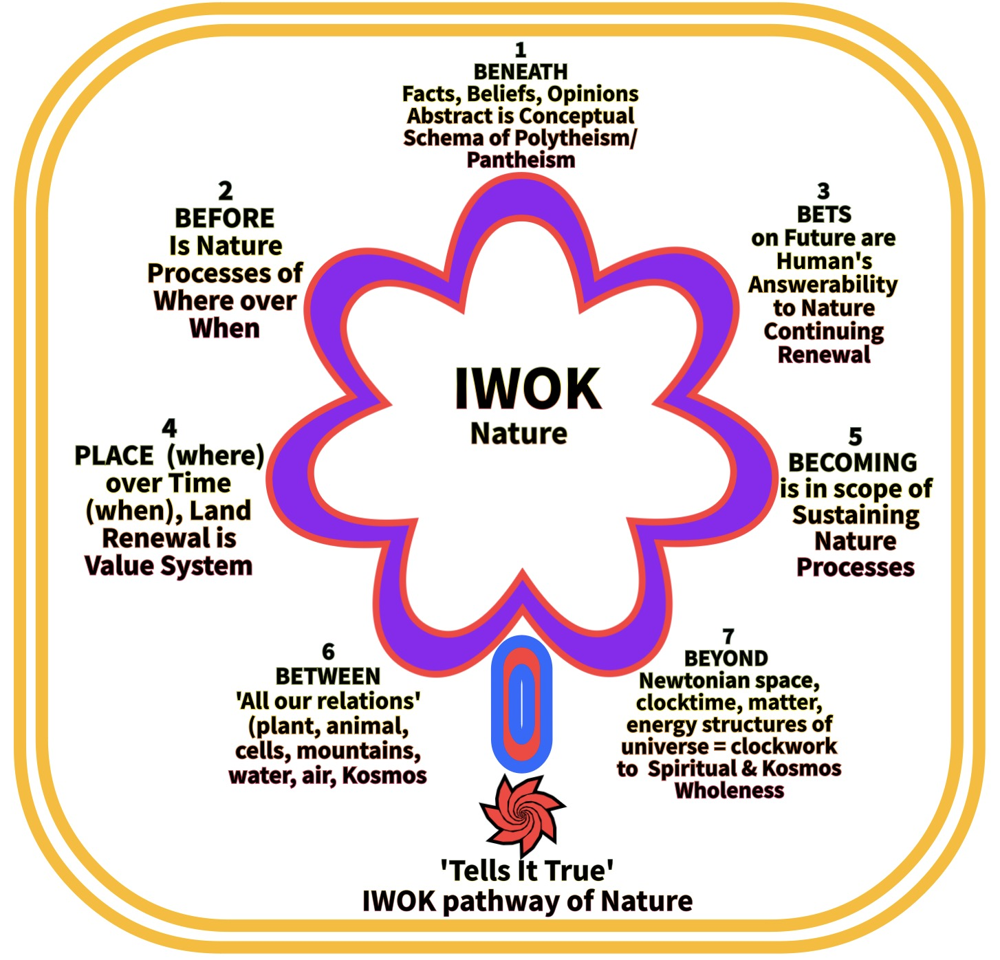 1
BENEATH
Facts, Beliefs, Opinions
Abstract is Conceptual
Schema of Polytheism/
Pantheism
2
BEFORE
Is Nature
Processes of
Where over
When
3
BETS
on Future are
Human's
Answerability
to Nature
Continuing
Renewal
IWOK
Nature
4
PLACE (where)
over Time
(when), Land
Renewal is
Value System
5
BECOMING
is in scope of
Sustaining
Nature
Processes
6
BETWEEN
'All our relations'
(plant, animal,
cells, mountains,
water, air, Kosmos
7
BEYOND
Newtonian space,
clocktime, matter,
energy structures of
universe = clockwork
to Spiritual & Kosmos
Wholeness
'Tells It True'
IWOK pathway of Nature